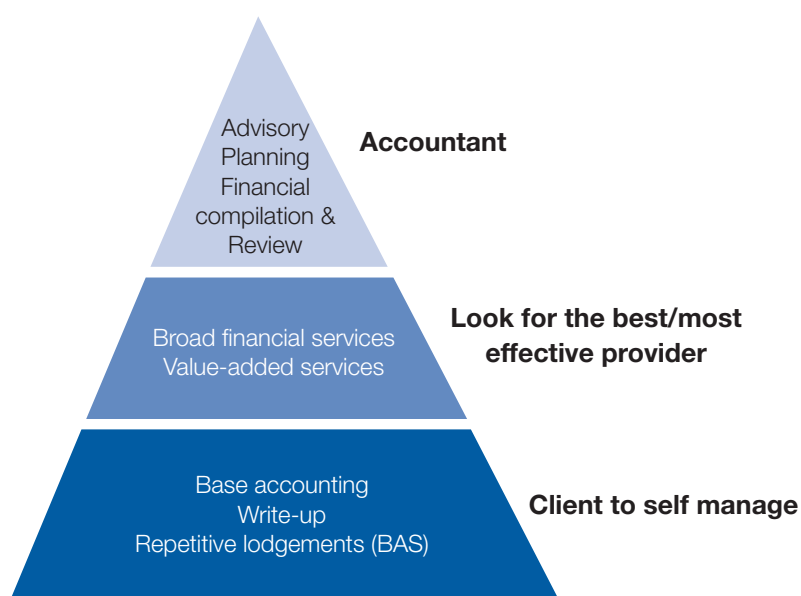 Advisory
Planning
Financial
compilation &
Review
Accountant
Broad financial services
Value-added services
Look for the best/most
effective provider
Base accounting
Write-up
Repetitive lodgements (BAS)
Client to self manage